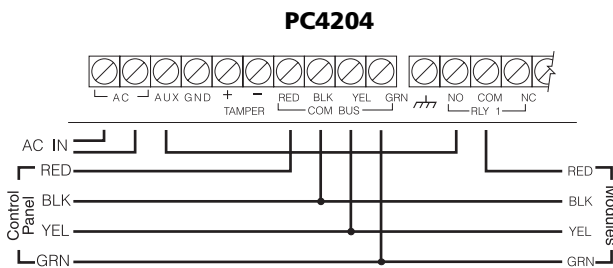 PC4204
AC AUX GND + − RED BLK YEL GRN NO COM NC
TAMPER COM BUS RLY 1
AC IN
RED RED
BLK BLK
YEL YEL
GRN GRN
Control Panel
Modules